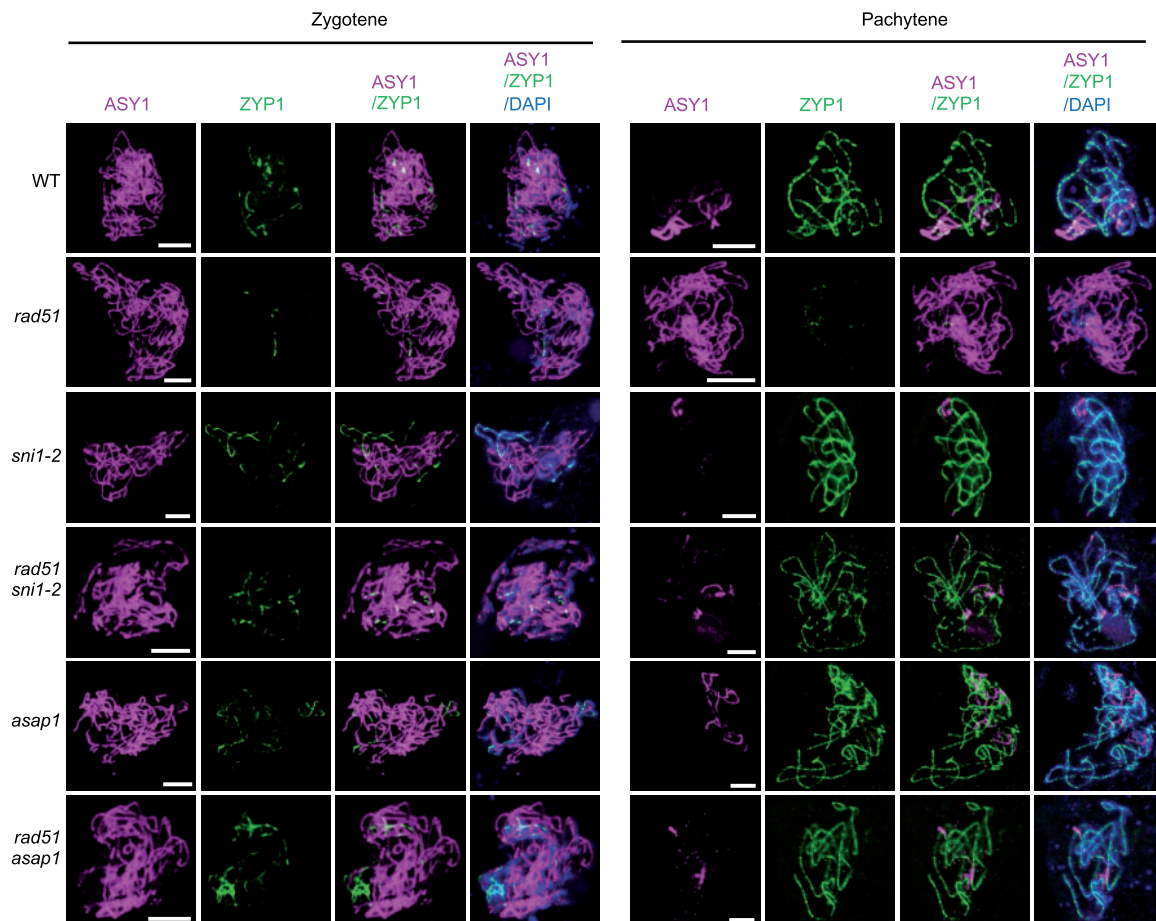 Zygotene
Pachytene
ASY1
ZYP1
ASY1
/ZYP1
ASY1
/ZYP1
/DAPI
ASY1
ZYP1
ASY1
/ZYP1
ASY1
/ZYP1
/DAPI
WT
rad51
sni1-2
rad51
sni1-2
asap1
rad51
asap1